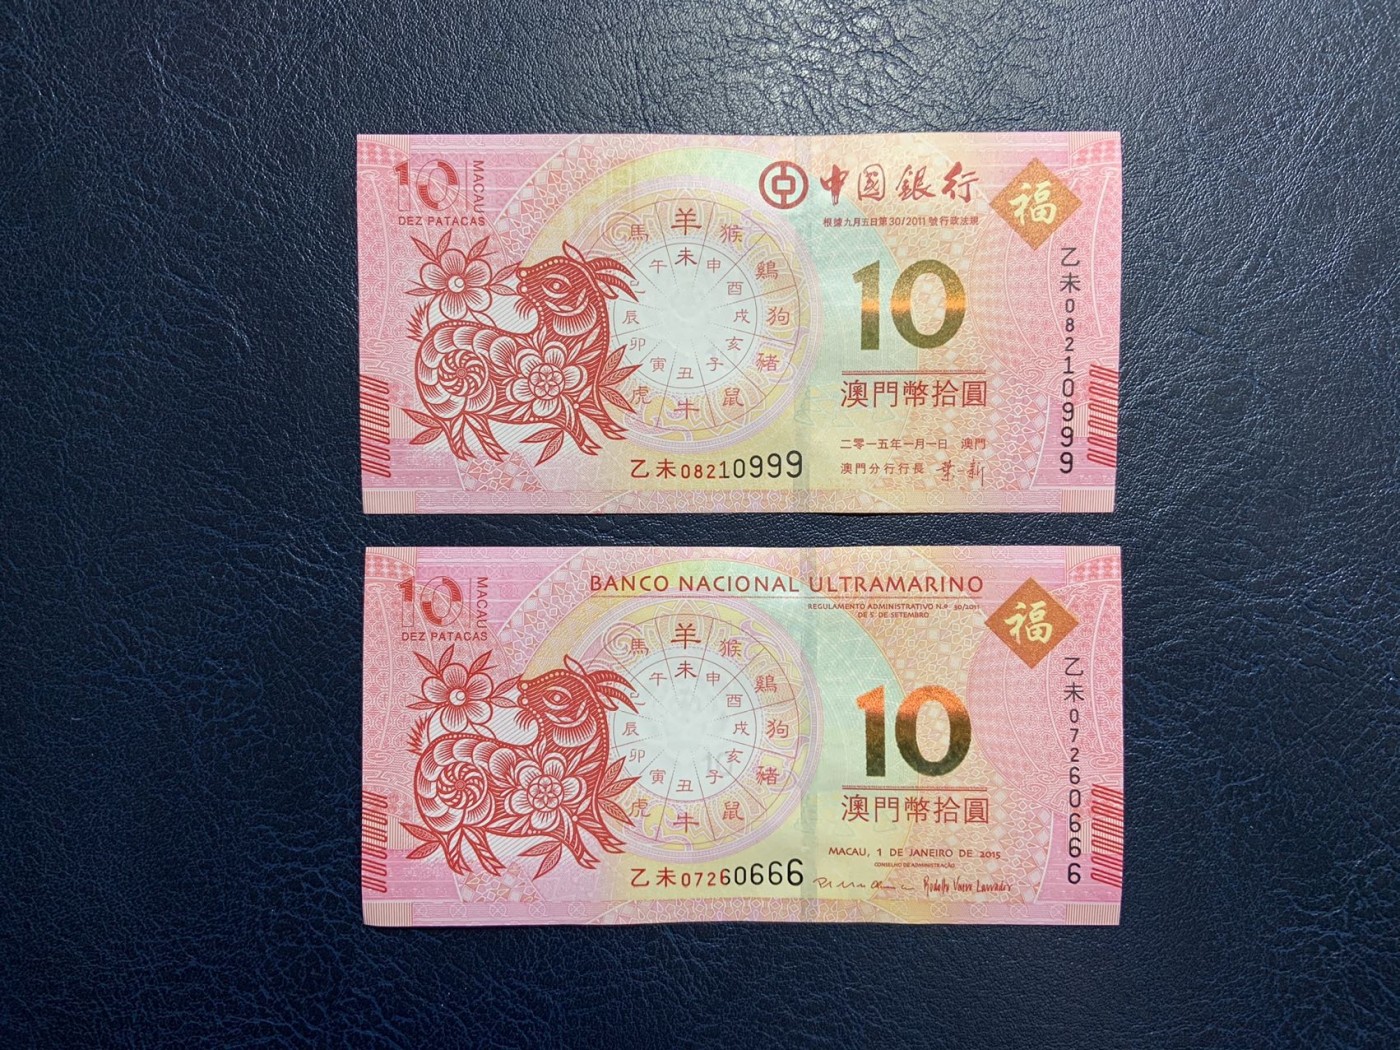 10
MACAU
DEZ PATACAS
中國銀行
根據九月五日第30/2011號行政法規
福
乙未08210999
羊
馬 猴
未
午 申
鷄
酉
辰 戌 狗
卯 亥
寅 子 豬
丑
虎 鼠
牛
10
澳門幣拾圓
二零一五年一月一日 澳門
澳門分行行長
乙未08210999
10
MACAU
DEZ PATACAS
BANCO NACIONAL ULTRAMARINO
REGULAMENTO ADMINISTRATIVO N.º 30/2011
DE 5 DE SETEMBRO
福
乙未07260666
羊
馬 猴
未
午 申
鷄
酉
辰 戌 狗
卯 亥
寅 子 豬
丑
虎 鼠
牛
10
澳門幣拾圓
MACAU, 1 DE JANEIRO DE 2015
CONSELHO DE ADMINISTRAÇÃO
乙未07260666